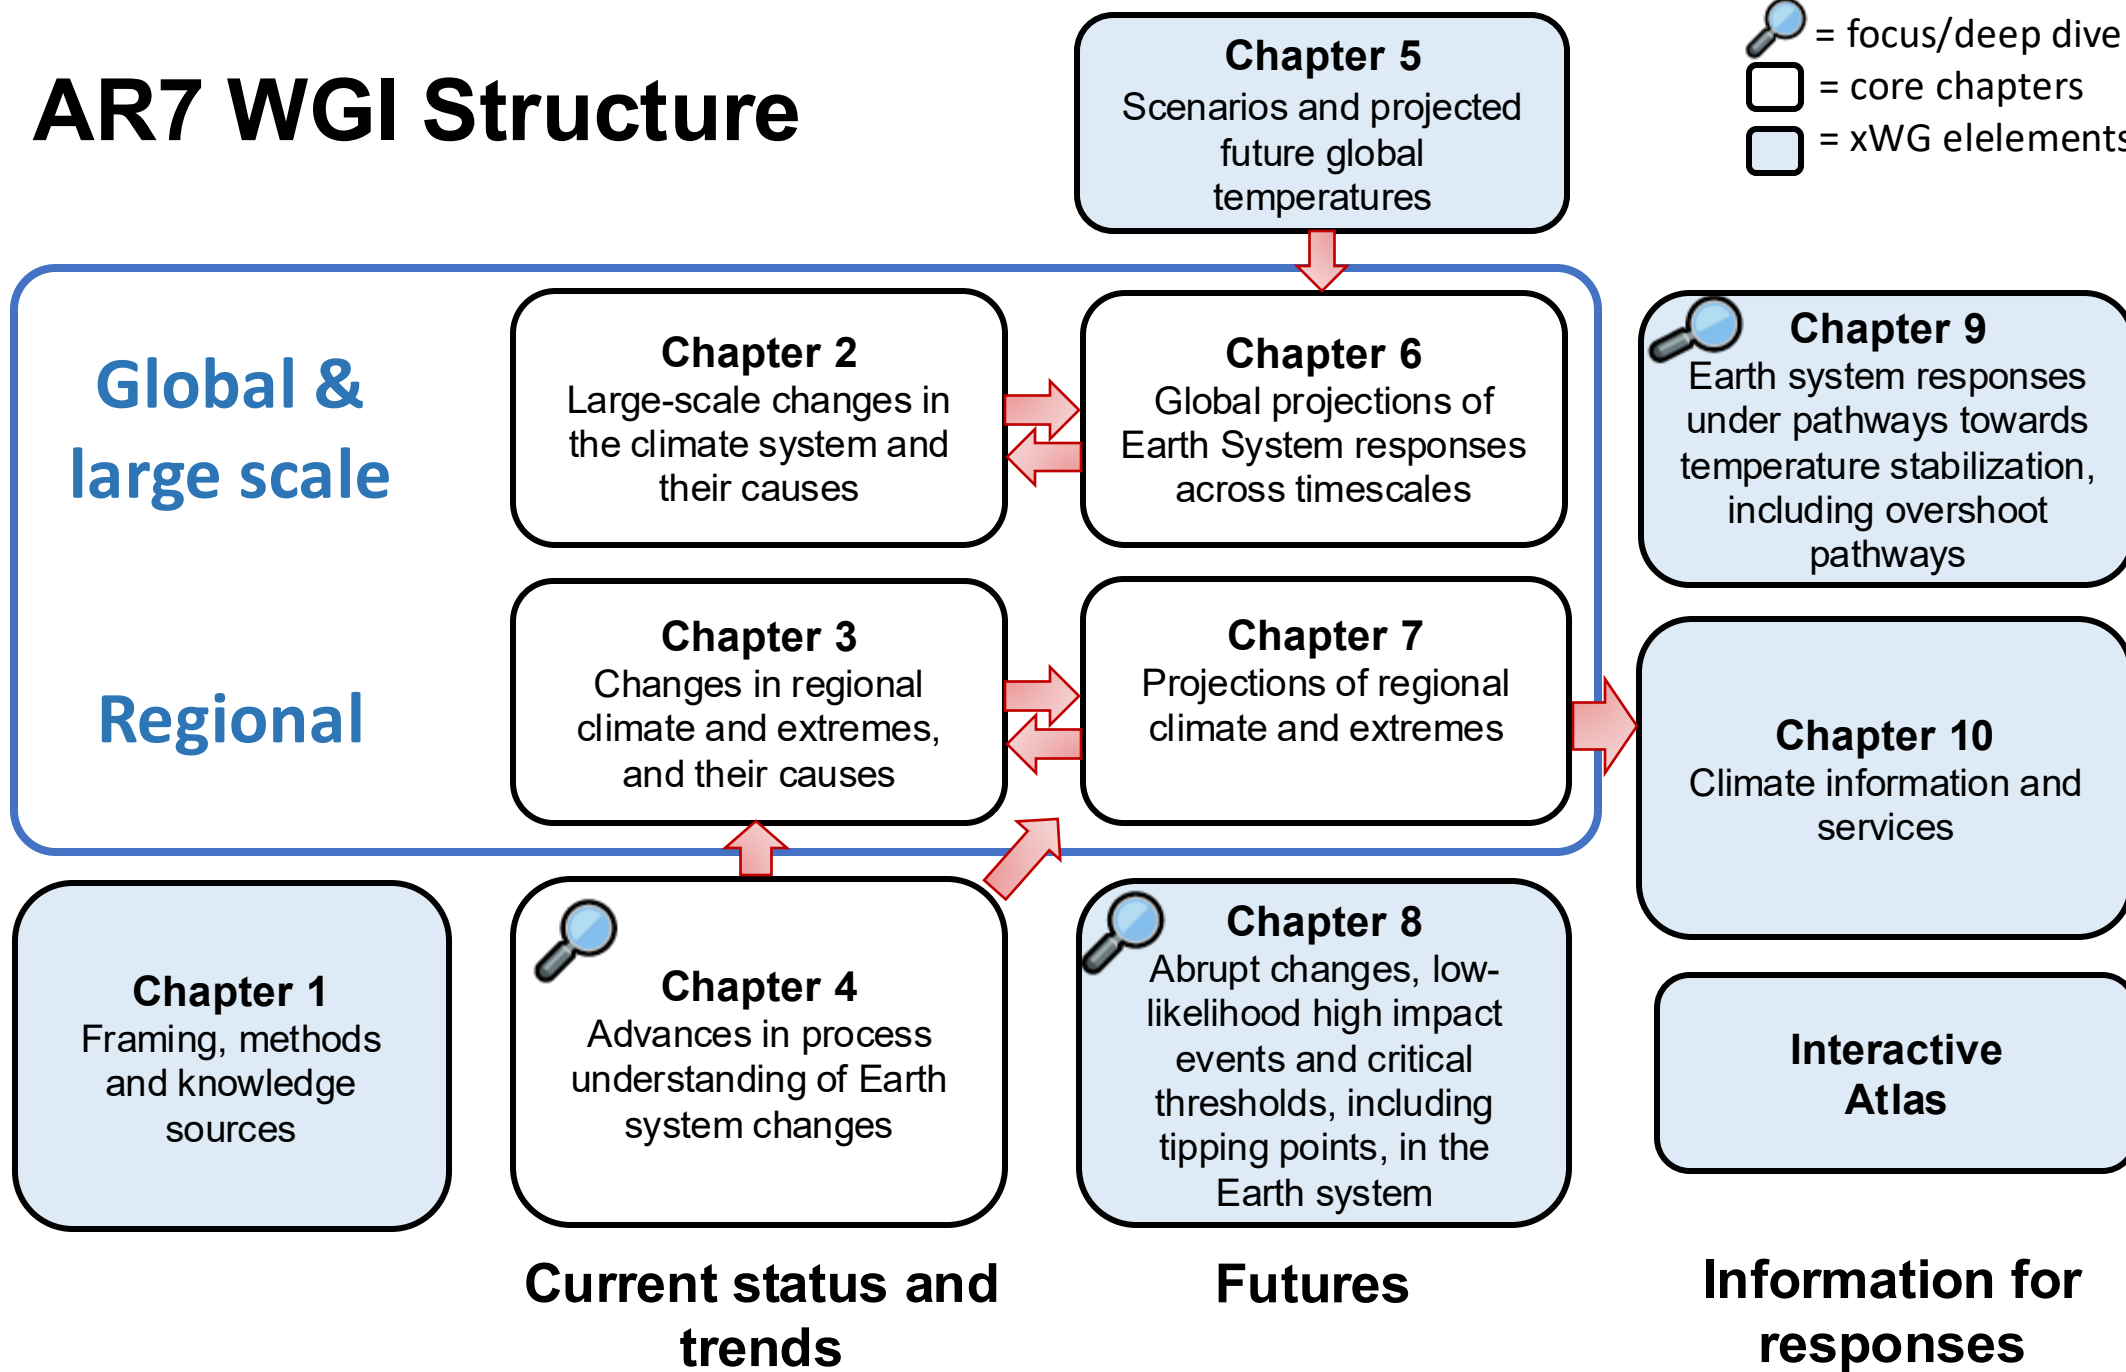 AR7 WGI Structure
Chapter 5
Scenarios and projected
future global
temperatures
= focus/deep dive
= core chapters
= xWG elelements
Global &
large scale
Chapter 2
Large-scale changes in
the climate system and
their causes
Chapter 6
Global projections of
Earth System responses
across timescales
Chapter 9
Earth system responses
under pathways towards
temperature stabilization,
including overshoot
pathways
Regional
Chapter 3
Changes in regional
climate and extremes,
and their causes
Chapter 7
Projections of regional
climate and extremes
Chapter 10
Climate information and
services
Chapter 1
Framing, methods
and knowledge
sources
Chapter 4
Advances in process
understanding of Earth
system changes
Chapter 8
Abrupt changes, low-
likelihood high impact
events and critical
thresholds, including
tipping points, in the
Earth system
Interactive
Atlas
Current status and
trends
Futures
Information for
responses